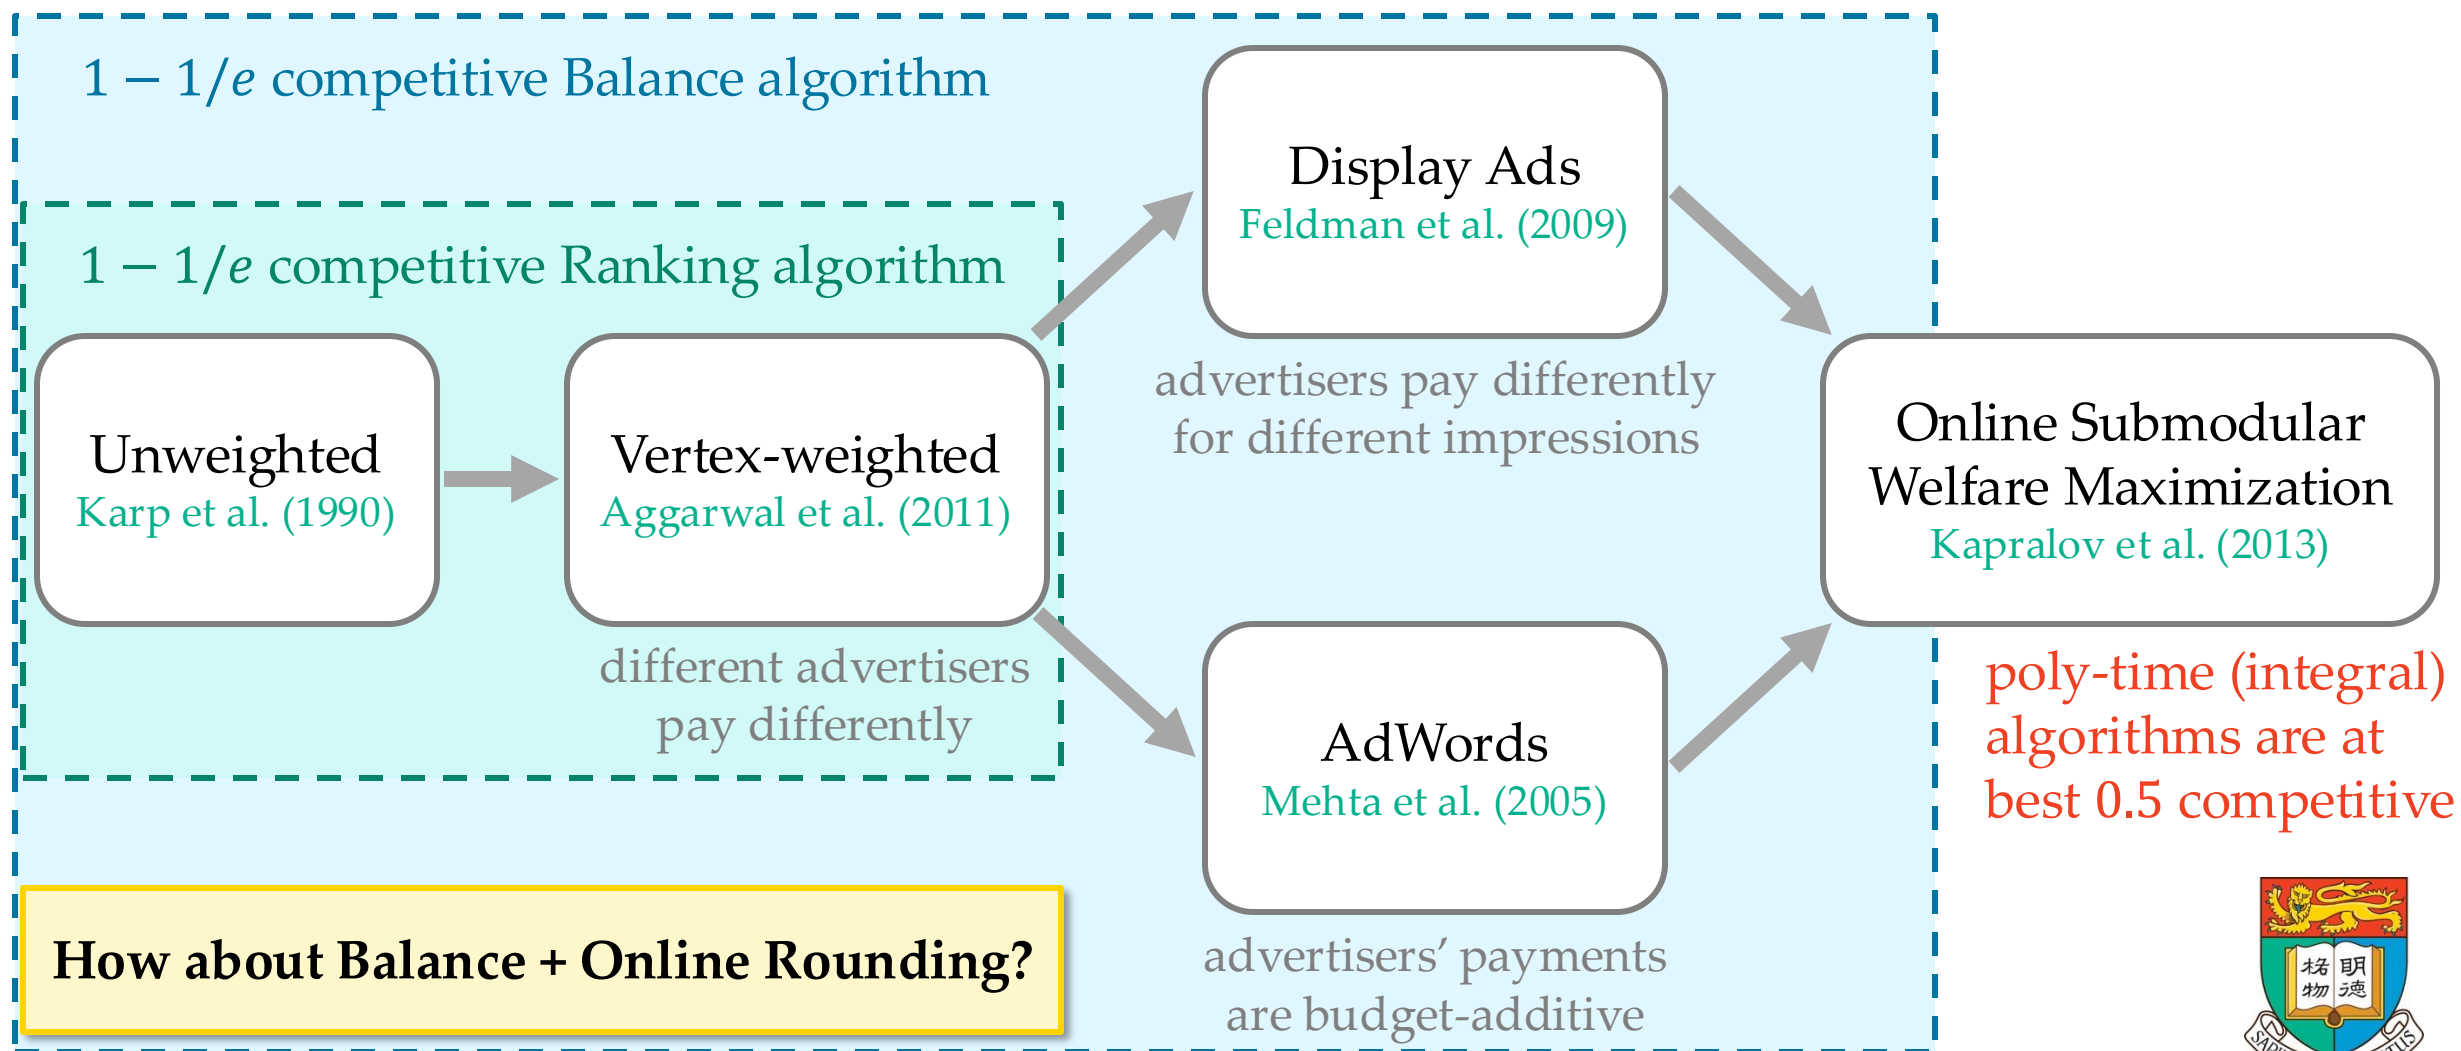 1 − 1/e competitive Balance algorithm
1 − 1/e competitive Ranking algorithm
Unweighted
Karp et al. (1990)
Vertex-weighted
Aggarwal et al. (2011)
different advertisers
pay differently
Display Ads
Feldman et al. (2009)
advertisers pay differently
for different impressions
AdWords
Mehta et al. (2005)
advertisers’ payments
are budget-additive
Online Submodular
Welfare Maximization
Kapralov et al. (2013)
poly-time (integral)
algorithms are at
best 0.5 competitive
How about Balance + Online Rounding?
明德
格物